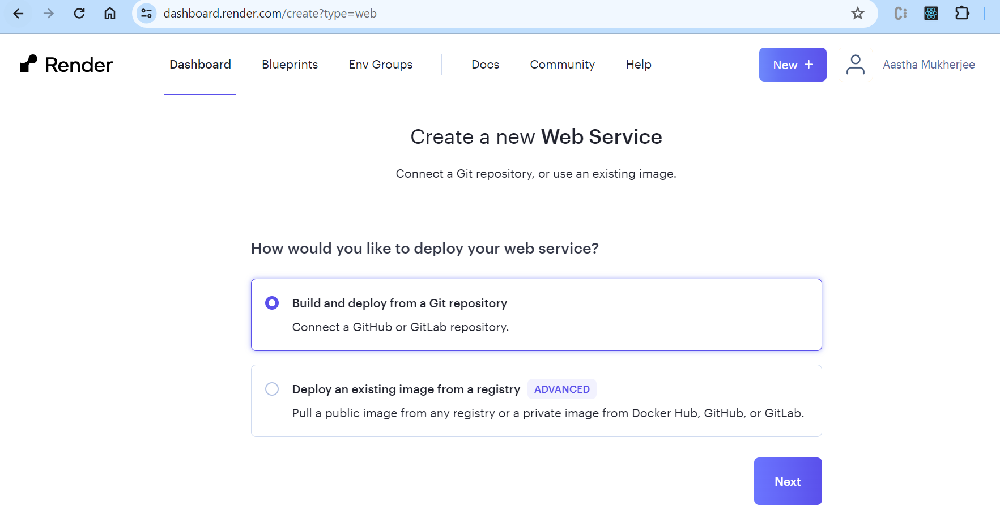 dashboard.render.com/create?type=web
Render
Dashboard
Blueprints
Env Groups
Docs
Community
Help
New +
Aastha Mukherjee
Create a new Web Service
Connect a Git repository, or use an existing image.
How would you like to deploy your web service?
Build and deploy from a Git repository
Connect a GitHub or GitLab repository.
Deploy an existing image from a registry ADVANCED
Pull a public image from any registry or a private image from Docker Hub, GitHub, or GitLab.
Next